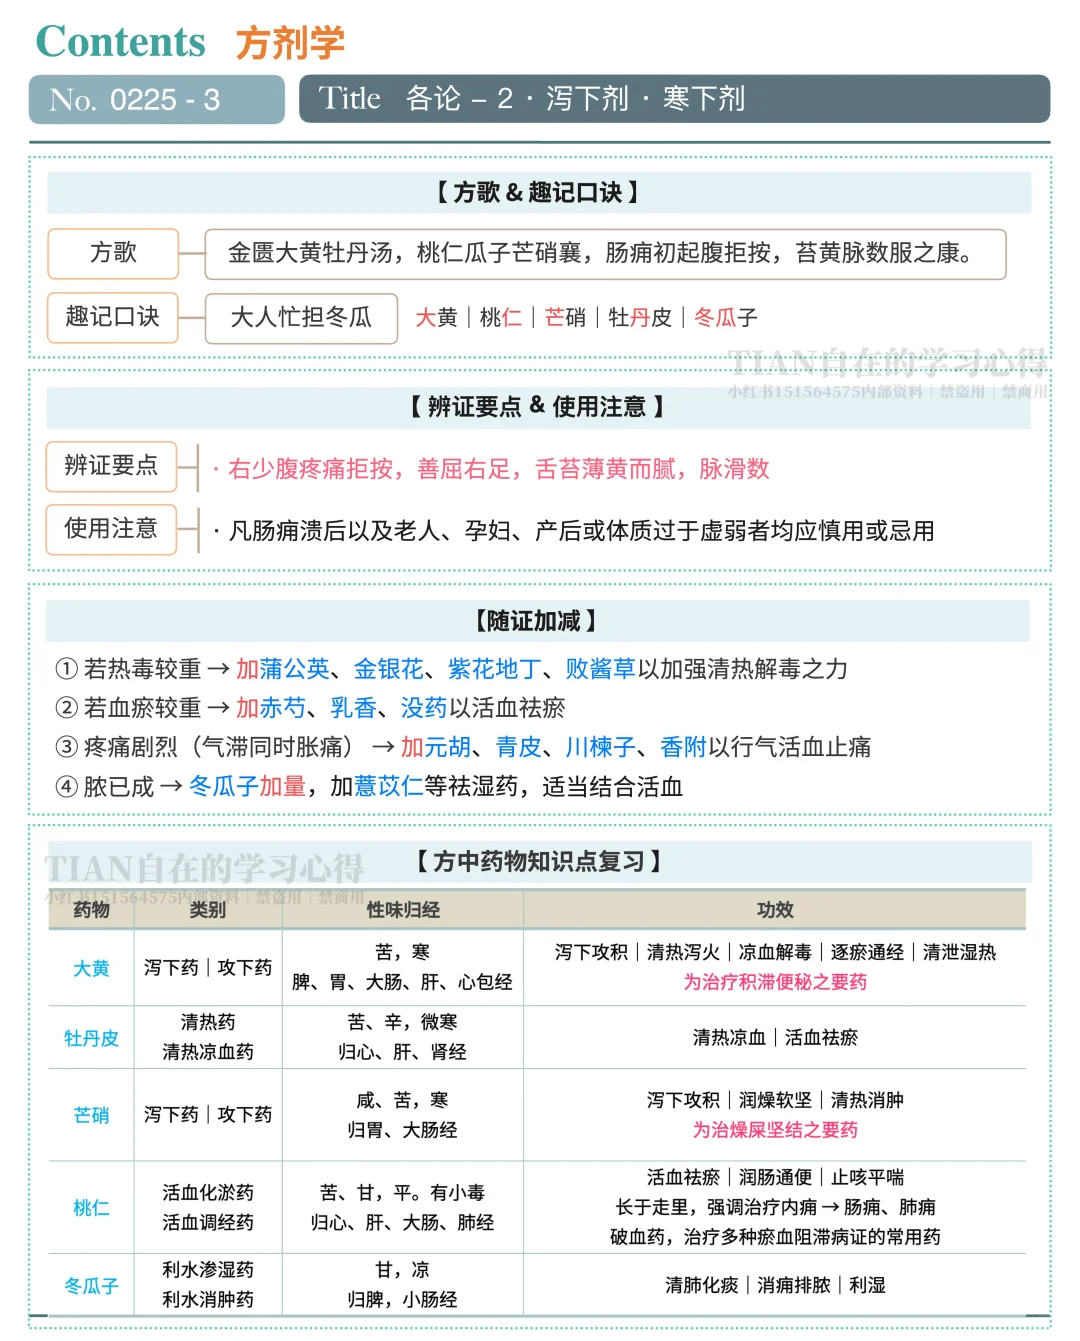 Contents 方剂学
No. 0225 - 3
Title 各论 - 2 · 泻下剂 · 寒下剂
【 方歌 & 趣记口诀 】
方歌
金匮大黄牡丹汤，桃仁瓜子芒硝襄，肠痈初起腹拒按，苔黄脉数服之康。
趣记口诀
大人忙担冬瓜
大黄｜桃仁｜芒硝｜牡丹皮｜冬瓜子
TIAN自在的学习心得
小红书151564575内部资料｜禁盗用｜禁商用
【 辨证要点 & 使用注意 】
辨证要点
· 右少腹疼痛拒按，善屈右足，舌苔薄黄而腻，脉滑数
使用注意
· 凡肠痈溃后以及老人、孕妇、产后或体质过于虚弱者均应慎用或忌用
【随证加减 】
① 若热毒较重 → 加蒲公英、金银花、紫花地丁、败酱草以加强清热解毒之力
② 若血瘀较重 → 加赤芍、乳香、没药以活血祛瘀
③ 疼痛剧烈（气滞同时胀痛） → 加元胡、青皮、川楝子、香附以行气活血止痛
④ 脓已成 → 冬瓜子加量，加薏苡仁等祛湿药，适当结合活血
【 方中药物知识点复习 】
TIAN自在的学习心得
小红书151564575内部资料｜禁盗用｜禁商用
药物 类别 性味归经 功效
大黄
泻下药｜攻下药
苦，寒
脾、胃、大肠、肝、心包经
泻下攻积｜清热泻火｜凉血解毒｜逐瘀通经｜清泄湿热
为治疗积滞便秘之要药
牡丹皮
清热药
清热凉血药
苦、辛，微寒
归心、肝、肾经
清热凉血｜活血祛瘀
芒硝
泻下药｜攻下药
咸、苦，寒
归胃、大肠经
泻下攻积｜润燥软坚｜清热消肿
为治燥屎坚结之要药
桃仁
活血化淤药
活血调经药
苦、甘，平。有小毒
归心、肝、大肠、肺经
活血祛瘀｜润肠通便｜止咳平喘
长于走里，强调治疗内痈 → 肠痈、肺痈
破血药，治疗多种瘀血阻滞病证的常用药
冬瓜子
利水渗湿药
利水消肿药
甘，凉
归脾，小肠经
清肺化痰｜消痈排脓｜利湿